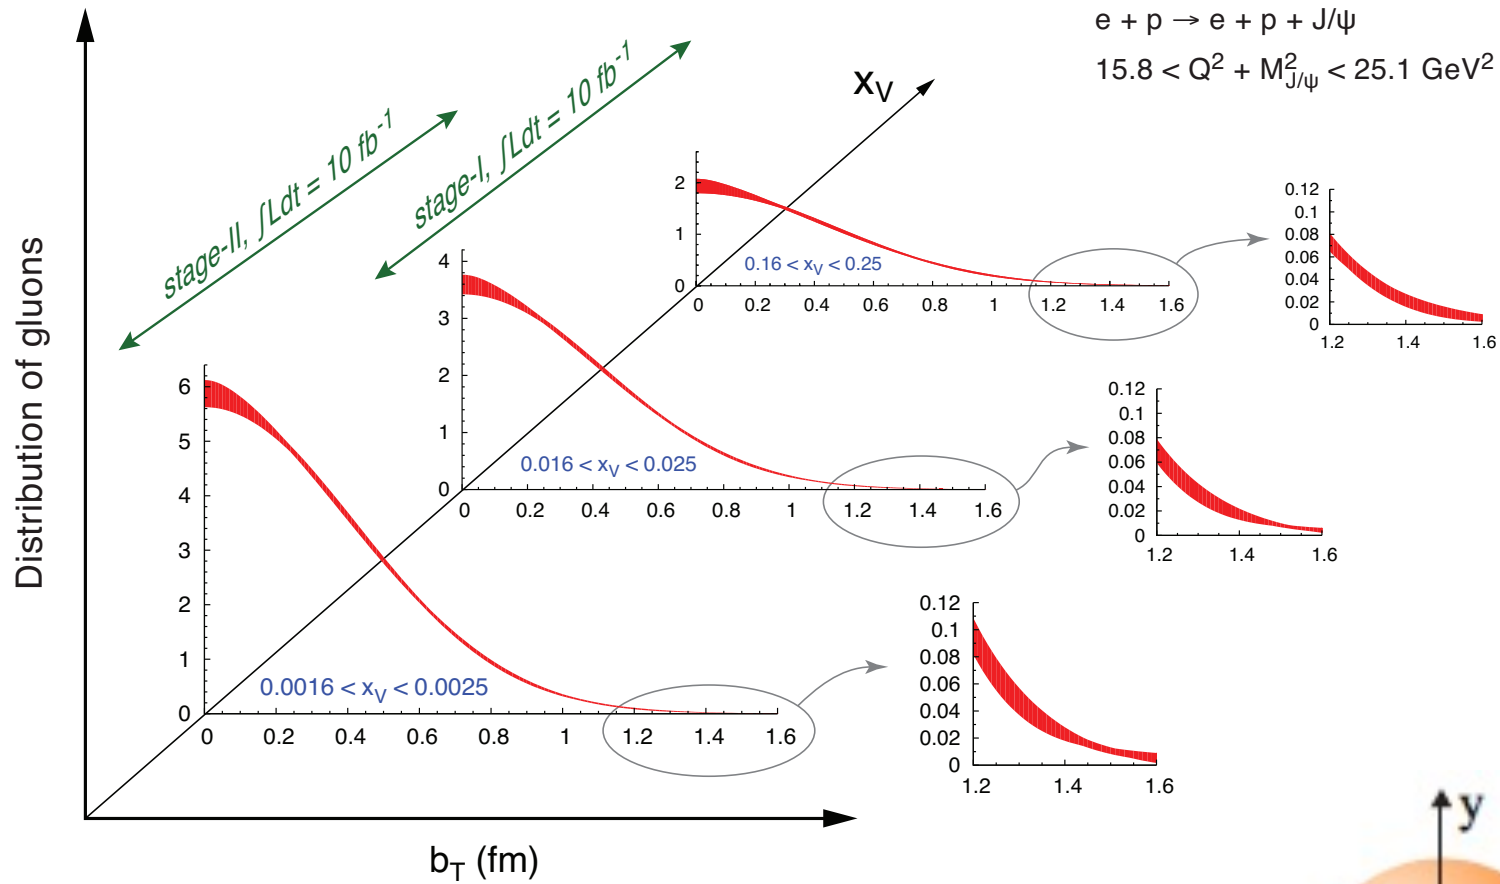 e + p → e + p + J/ψ
15.8 < Q² + M²J/ψ < 25.1 GeV²
stage-II, ∫Ldt = 10 fb⁻¹
stage-I, ∫Ldt = 10 fb⁻¹
xV
Distribution of gluons
2
1
0
0.16 < xV < 0.25
0 0.2 0.4 0.6 0.8 1 1.2 1.4 1.6
0.12
0.1
0.08
0.06
0.04
0.02
0
1.2 1.4 1.6
4
3
2
1
0
0.016 < xV < 0.025
0 0.2 0.4 0.6 0.8 1 1.2 1.4 1.6
0.12
0.1
0.08
0.06
0.04
0.02
0
1.2 1.4 1.6
6
5
4
3
2
1
0
0.0016 < xV < 0.0025
0 0.2 0.4 0.6 0.8 1 1.2 1.4 1.6
0.12
0.1
0.08
0.06
0.04
0.02
0
1.2 1.4 1.6
bT (fm)
y